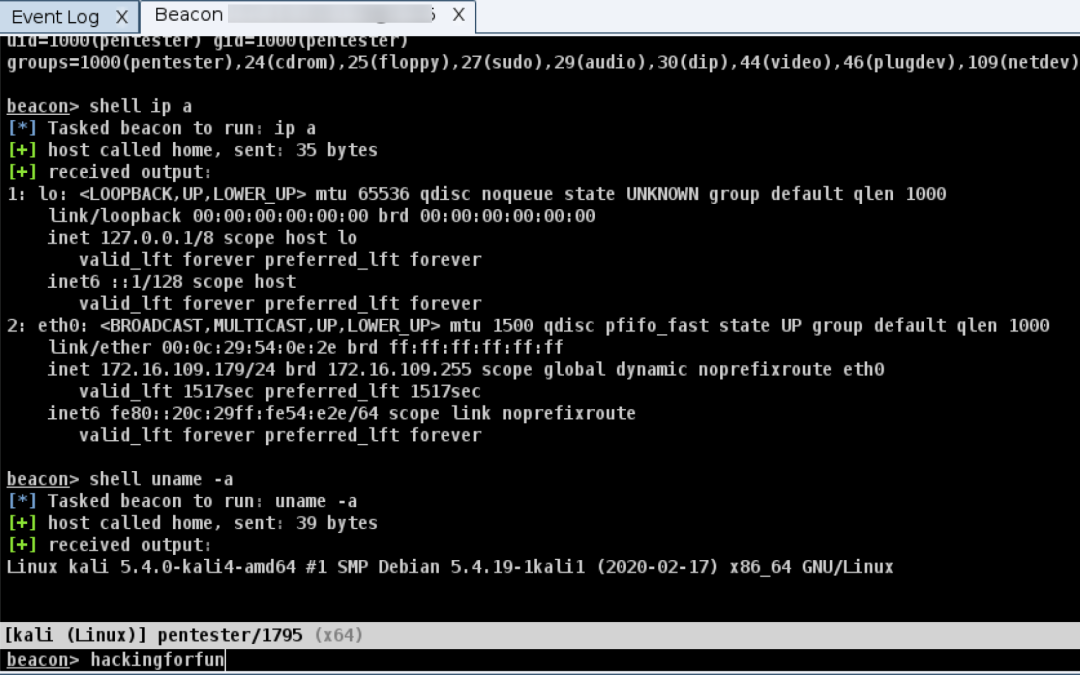 Event Log X
Beacon X
uid=1000(pentester) gid=1000(pentester)
groups=1000(pentester),24(cdrom),25(floppy),27(sudo),29(audio),30(dip),44(video),46(plugdev),109(netdev)
beacon> shell ip a
[*] Tasked beacon to run: ip a
[+] host called home, sent: 35 bytes
[+] received output:
1: lo: <LOOPBACK,UP,LOWER_UP> mtu 65536 qdisc noqueue state UNKNOWN group default qlen 1000
link/loopback 00:00:00:00:00:00 brd 00:00:00:00:00:00
inet 127.0.0.1/8 scope host lo
valid_lft forever preferred_lft forever
inet6 ::1/128 scope host
valid_lft forever preferred_lft forever
2: eth0: <BROADCAST,MULTICAST,UP,LOWER_UP> mtu 1500 qdisc pfifo_fast state UP group default qlen 1000
link/ether 00:0c:29:54:0e:2e brd ff:ff:ff:ff:ff:ff
inet 172.16.109.179/24 brd 172.16.109.255 scope global dynamic noprefixroute eth0
valid_lft 1517sec preferred_lft 1517sec
inet6 fe80::20c:29ff:fe54:e2e/64 scope link noprefixroute
valid_lft forever preferred_lft forever
beacon> shell uname -a
[*] Tasked beacon to run: uname -a
[+] host called home, sent: 39 bytes
[+] received output:
Linux kali 5.4.0-kali4-amd64 #1 SMP Debian 5.4.19-1kali1 (2020-02-17) x86_64 GNU/Linux
[kali (Linux)] pentester/1795 (x64)
beacon> hackingforfun